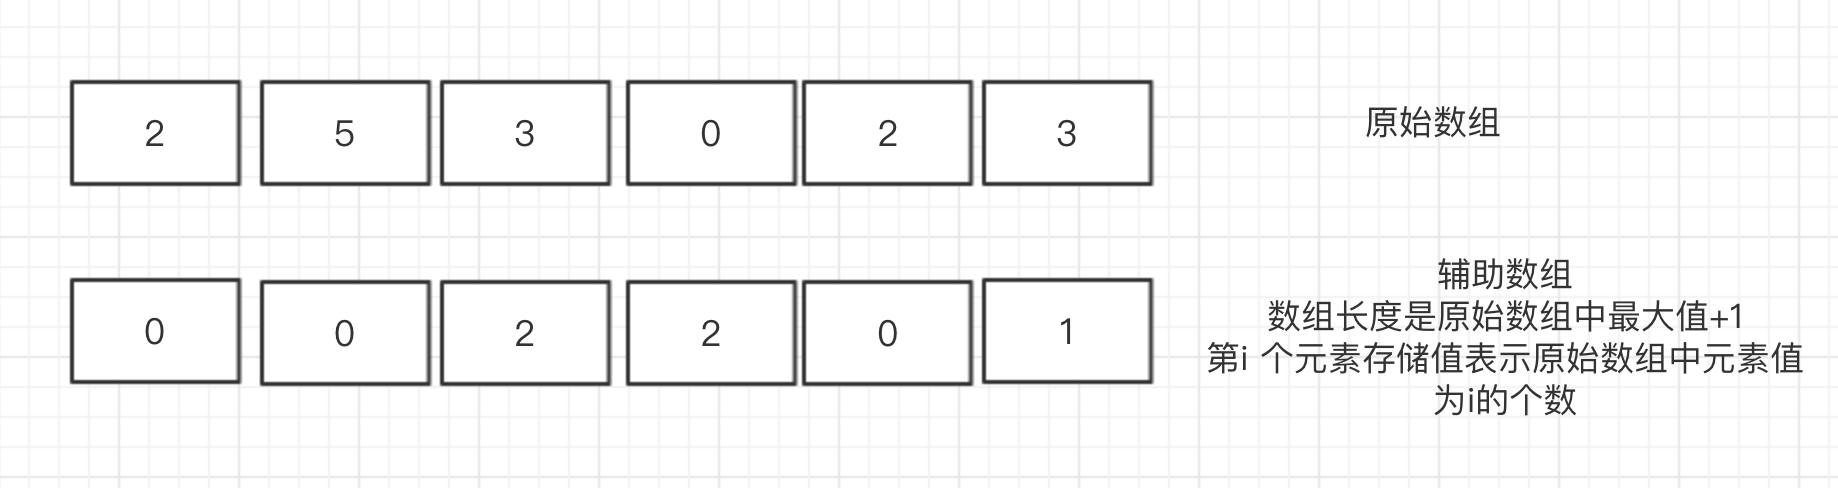 2 5 3 0 2 3
原始数组
0 0 2 2 0 1
辅助数组
数组长度是原始数组中最大值+1
第i 个元素存储值表示原始数组中元素值
为i的个数